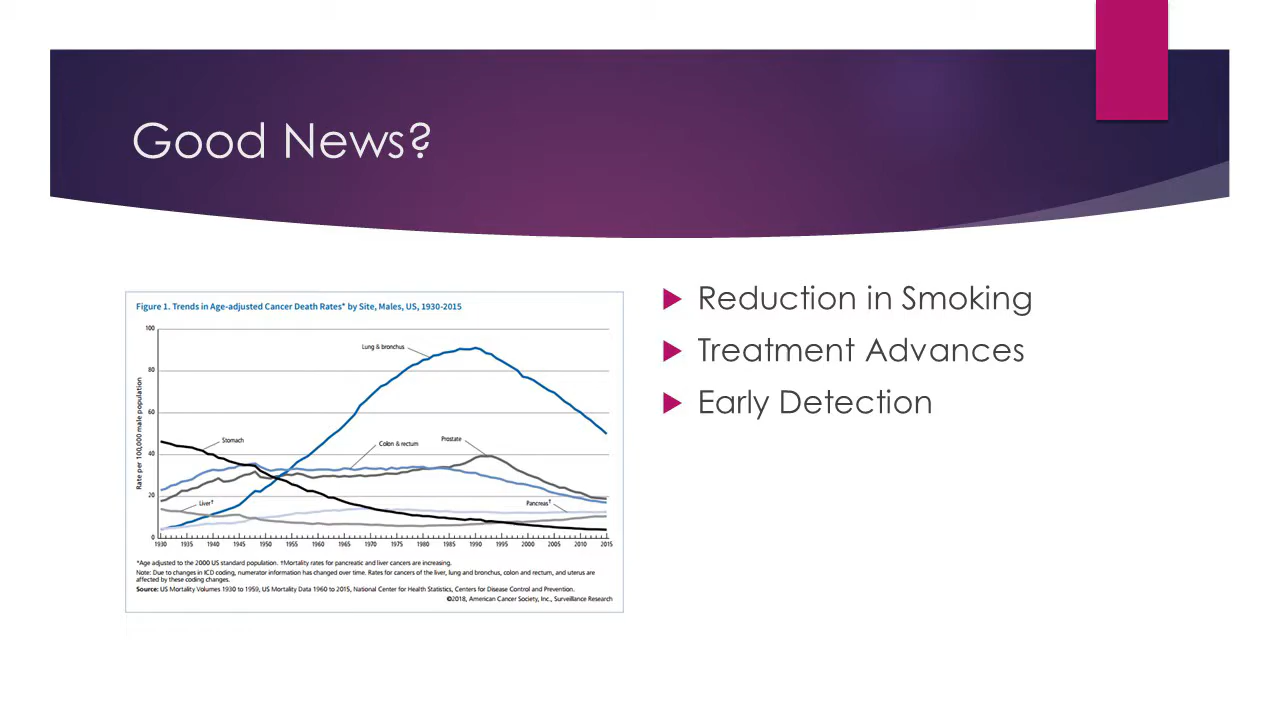 Good News?
Figure 1. Trends in Age-adjusted Cancer Death Rates* by Site, Males, US, 1930-2015
Rate per 100,000 male population
100
80
60
40
20
0
Lung & bronchus
Stomach
Colon & rectum
Prostate
Liver†
Pancreas†
1930 1935 1940 1945 1950 1955 1960 1965 1970 1975 1980 1985 1990 1995 2000 2005 2010 2015
*Age adjusted to the 2000 US standard population. †Mortality rates for pancreatic and liver cancers are increasing.
Note: Due to changes in ICD coding, numerator information has changed over time. Rates for cancers of the liver, lung and bronchus, colon and rectum, and uterus are
affected by these coding changes.
Source: US Mortality Volumes 1930 to 1959, US Mortality Data 1960 to 2015, National Center for Health Statistics, Centers for Disease Control and Prevention.
©2018, American Cancer Society, Inc., Surveillance Research
Reduction in Smoking
Treatment Advances
Early Detection